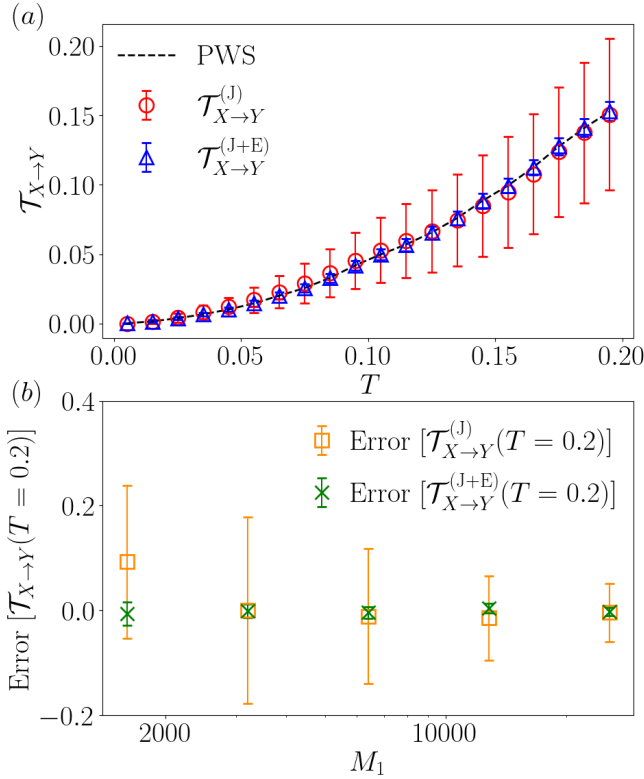 (a)
0.20
0.15
0.10
0.05
0.00
𝒯_{X→Y}
PWS
𝒯^{(J)}_{X→Y}
𝒯^{(J+E)}_{X→Y}
0.00 0.05 0.10 0.15 0.20
T
(b)
0.4
0.2
0.0
−0.2
Error [𝒯_{X→Y}(T = 0.2)]
Error [𝒯^{(J)}_{X→Y}(T = 0.2)]
Error [𝒯^{(J+E)}_{X→Y}(T = 0.2)]
2000 10000
M_1